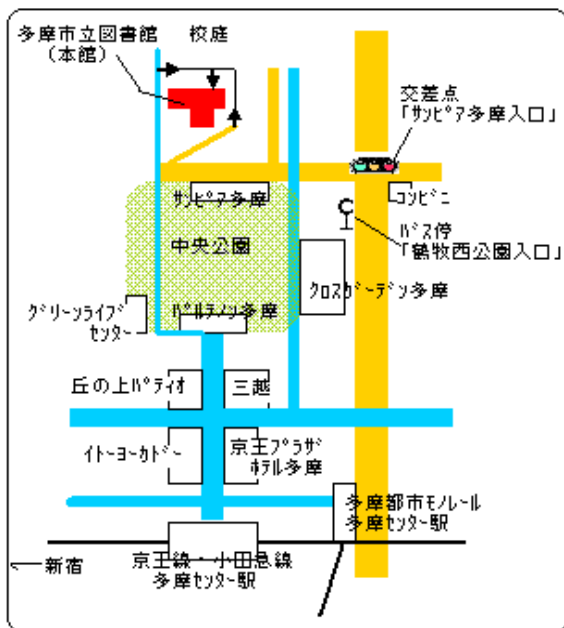 多摩市立図書館
（本館）
校庭
交差点
「ｻﾝﾋﾟｱ多摩入口」
ｻﾝﾋﾟｱ多摩
ｺﾝﾋﾞﾆ
ﾊﾞｽ停
「鶴牧西公園入口」
中央公園
ｸﾛｽｶﾞｰﾃﾞﾝ多摩
ｸﾞﾘｰﾝﾗｲﾌﾞ
ｾﾝﾀｰ
ﾊﾟﾙﾃﾉﾝ多摩
丘の上ﾊﾟﾃｨｵ
三越
ｲﾄｰﾖｰｶﾄﾞｰ
京王ﾌﾟﾗｻﾞ
ﾎﾃﾙ多摩
多摩都市ﾓﾉﾚｰﾙ
多摩ｾﾝﾀｰ駅
新宿
京王線・小田急線
多摩ｾﾝﾀｰ駅